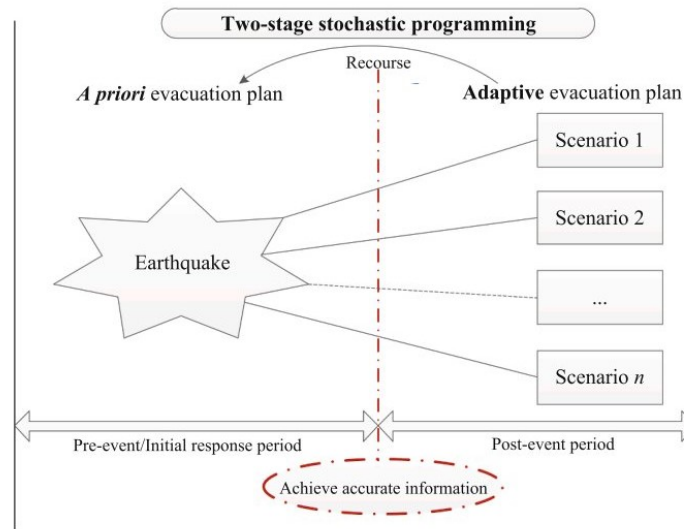 Two-stage stochastic programming
Recourse
A priori evacuation plan
Adaptive evacuation plan
Scenario 1
Scenario 2
Earthquake
...
Scenario n
Pre-event/Initial response period
Post-event period
Achieve accurate information